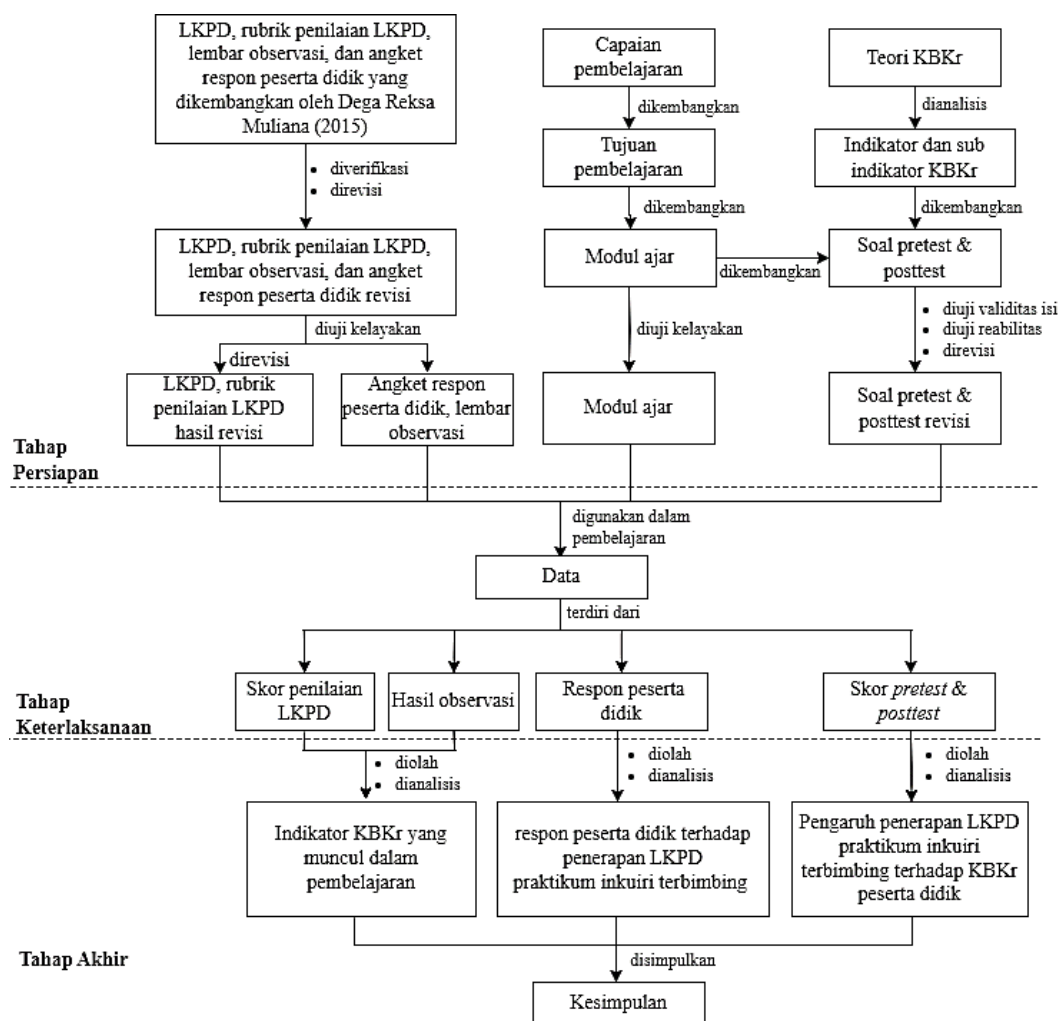 LKPD, rubrik penilaian LKPD,
lembar observasi, dan angket
respon peserta didik yang
dikembangkan oleh Dega Reksa
Muliana (2015)
Capaian
pembelajaran
Teori KBKr
dikembangkan
dianalisis
• diverifikasi
• direvisi
Tujuan
pembelajaran
Indikator dan sub
indikator KBKr
dikembangkan
dikembangkan
LKPD, rubrik penilaian LKPD,
lembar observasi, dan angket
respon peserta didik revisi
Modul ajar
dikembangkan
Soal pretest &
posttest
diuji kelayakan
diuji kelayakan
• diuji validitas isi
• diuji reabilitas
• direvisi
direvisi
LKPD, rubrik
penilaian LKPD
hasil revisi
Angket respon
peserta didik, lembar
observasi
Modul ajar
Soal pretest &
posttest revisi
Tahap
Persiapan
digunakan dalam
pembelajaran
Data
terdiri dari
Skor penilaian
LKPD
Hasil observasi
Respon peserta
didik
Skor pretest &
posttest
Tahap
Keterlaksanaan
• diolah
• dianalisis
• diolah
• dianalisis
• diolah
• dianalisis
Indikator KBKr yang
muncul dalam
pembelajaran
respon peserta didik terhadap
penerapan LKPD
praktikum inkuiri terbimbing
Pengaruh penerapan LKPD
praktikum inkuiri
terbimbing terhadap KBKr
peserta didik
Tahap Akhir
disimpulkan
Kesimpulan